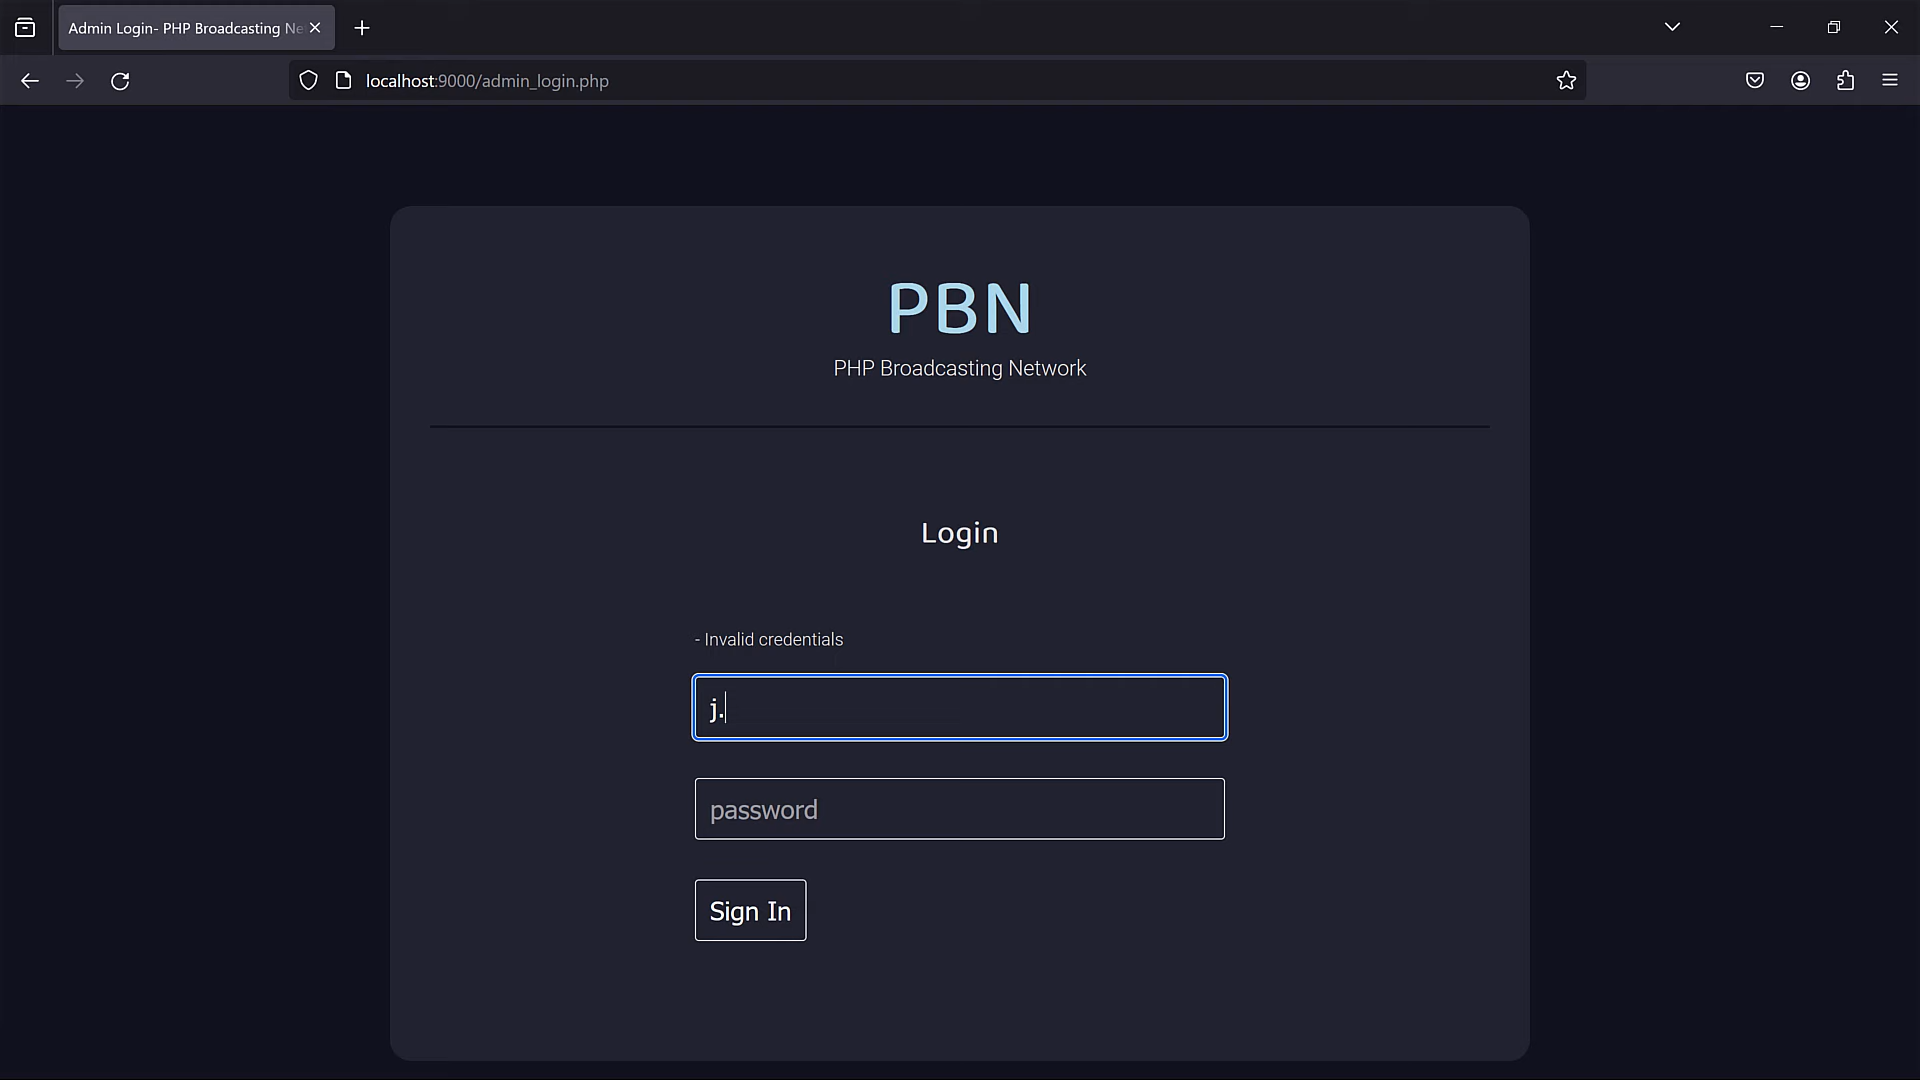 Admin Login- PHP Broadcasting Ne
localhost:9000/admin_login.php
PBN
PHP Broadcasting Network
Login
- Invalid credentials
j.
password
Sign In